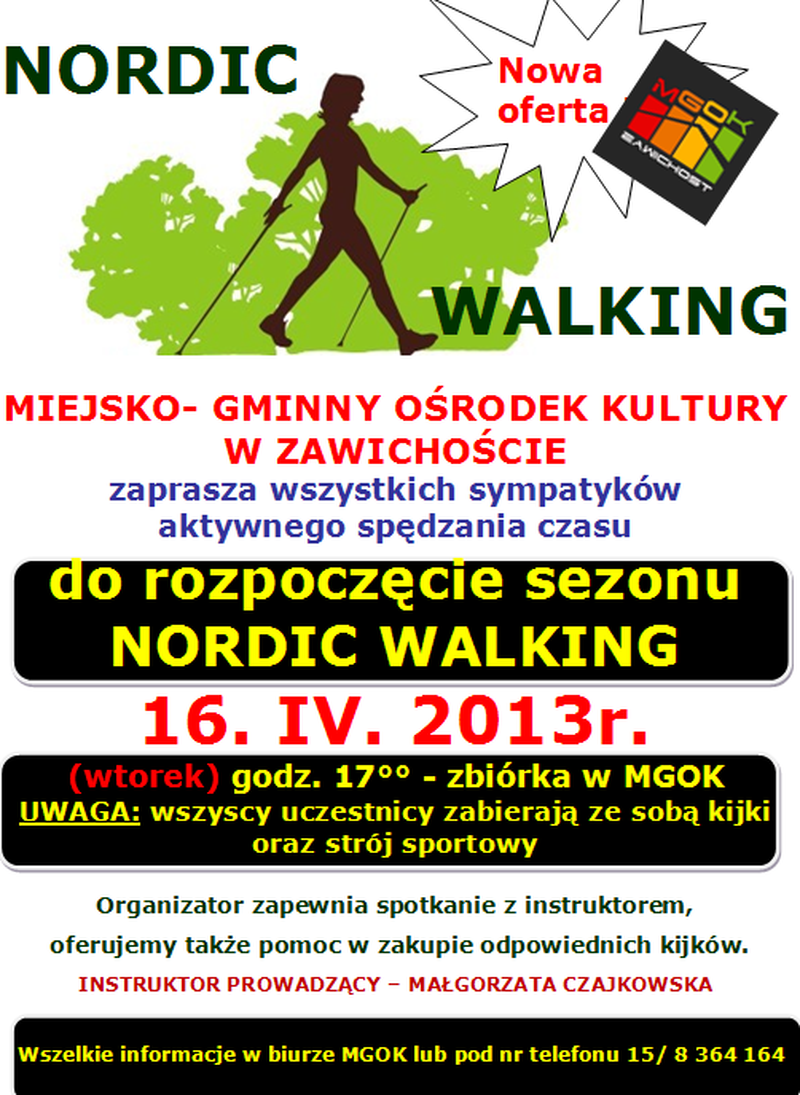 NORDIC
Nowa
oferta
MGOK
ZAWICHOST
WALKING
MIEJSKO- GMINNY OŚRODEK KULTURY
W ZAWICHOŚCIE
zaprasza wszystkich sympatyków
aktywnego spędzania czasu
do rozpoczęcie sezonu
NORDIC WALKING
16. IV. 2013r.
(wtorek) godz. 17°° - zbiórka w MGOK
UWAGA: wszyscy uczestnicy zabierają ze sobą kijki
oraz strój sportowy
Organizator zapewnia spotkanie z instruktorem,
oferujemy także pomoc w zakupie odpowiednich kijków.
INSTRUKTOR PROWADZĄCY – MAŁGORZATA CZAJKOWSKA
Wszelkie informacje w biurze MGOK lub pod nr telefonu 15/ 8 364 164